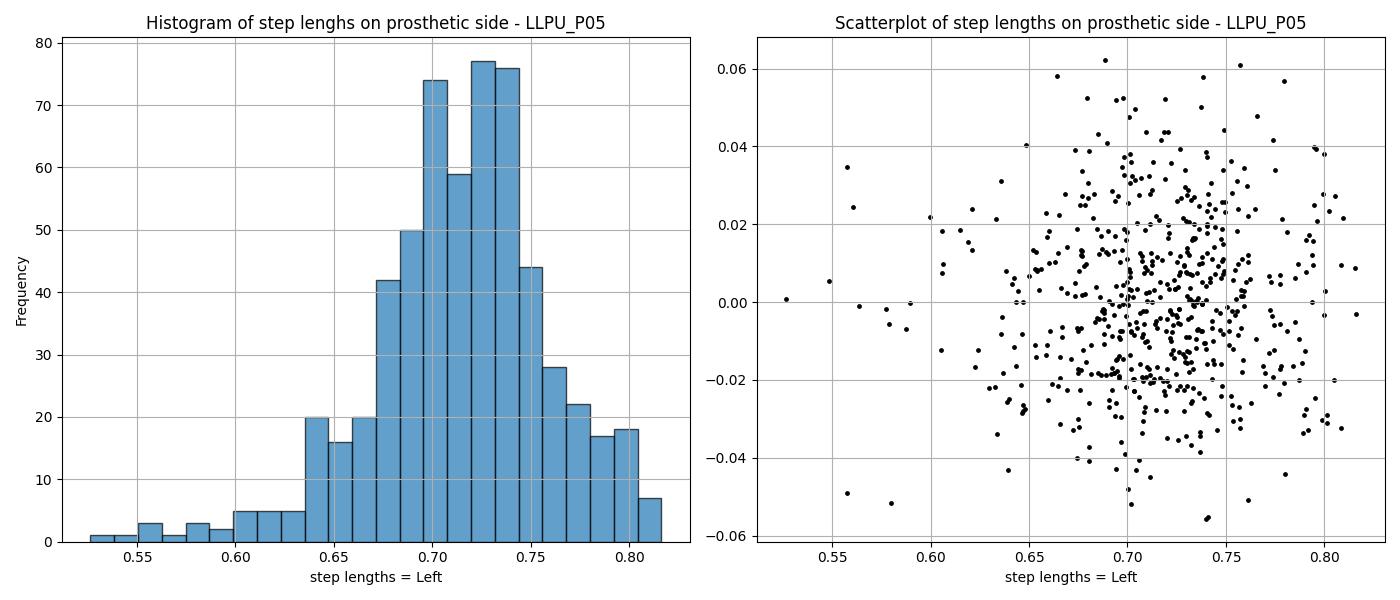 Histogram of step lenghs on prosthetic side - LLPU_P05
80
70
60
50
40
30
20
10
0
Frequency
0.55 0.60 0.65 0.70 0.75 0.80
step lengths = Left
Scatterplot of step lengths on prosthetic side - LLPU_P05
0.06
0.04
0.02
0.00
−0.02
−0.04
−0.06
0.55 0.60 0.65 0.70 0.75 0.80
step lengths = Left